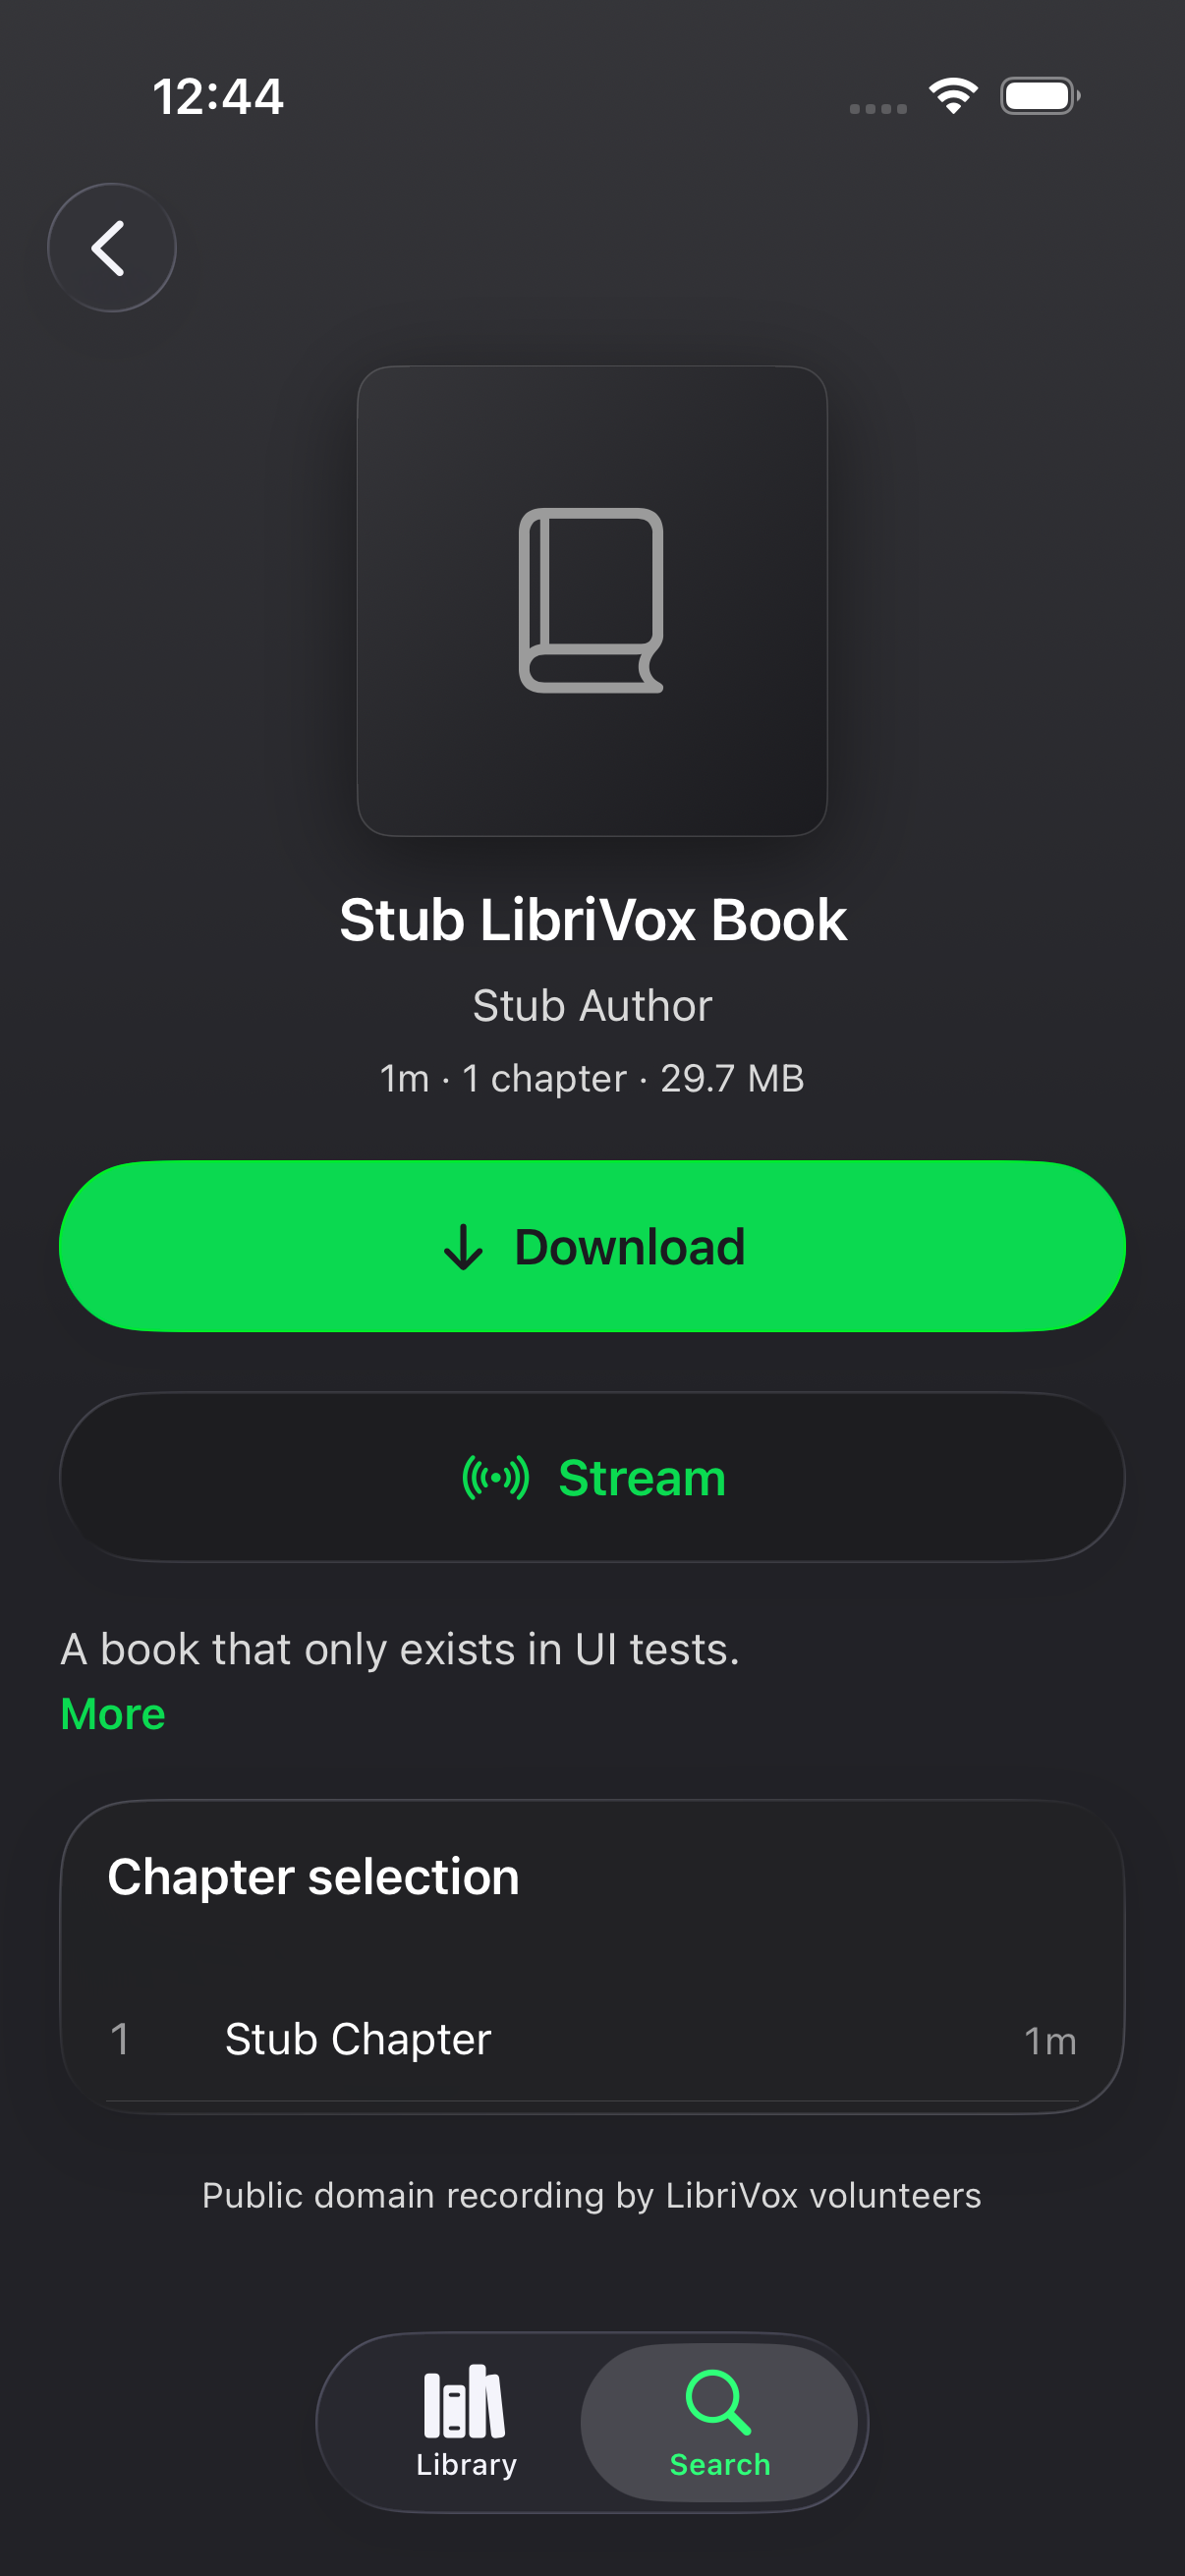 12:44
Stub LibriVox Book
Stub Author
1m · 1 chapter · 29.7 MB
Download
Stream
A book that only exists in UI tests.
More
Chapter selection
1 Stub Chapter 1m
Public domain recording by LibriVox volunteers
Library Search